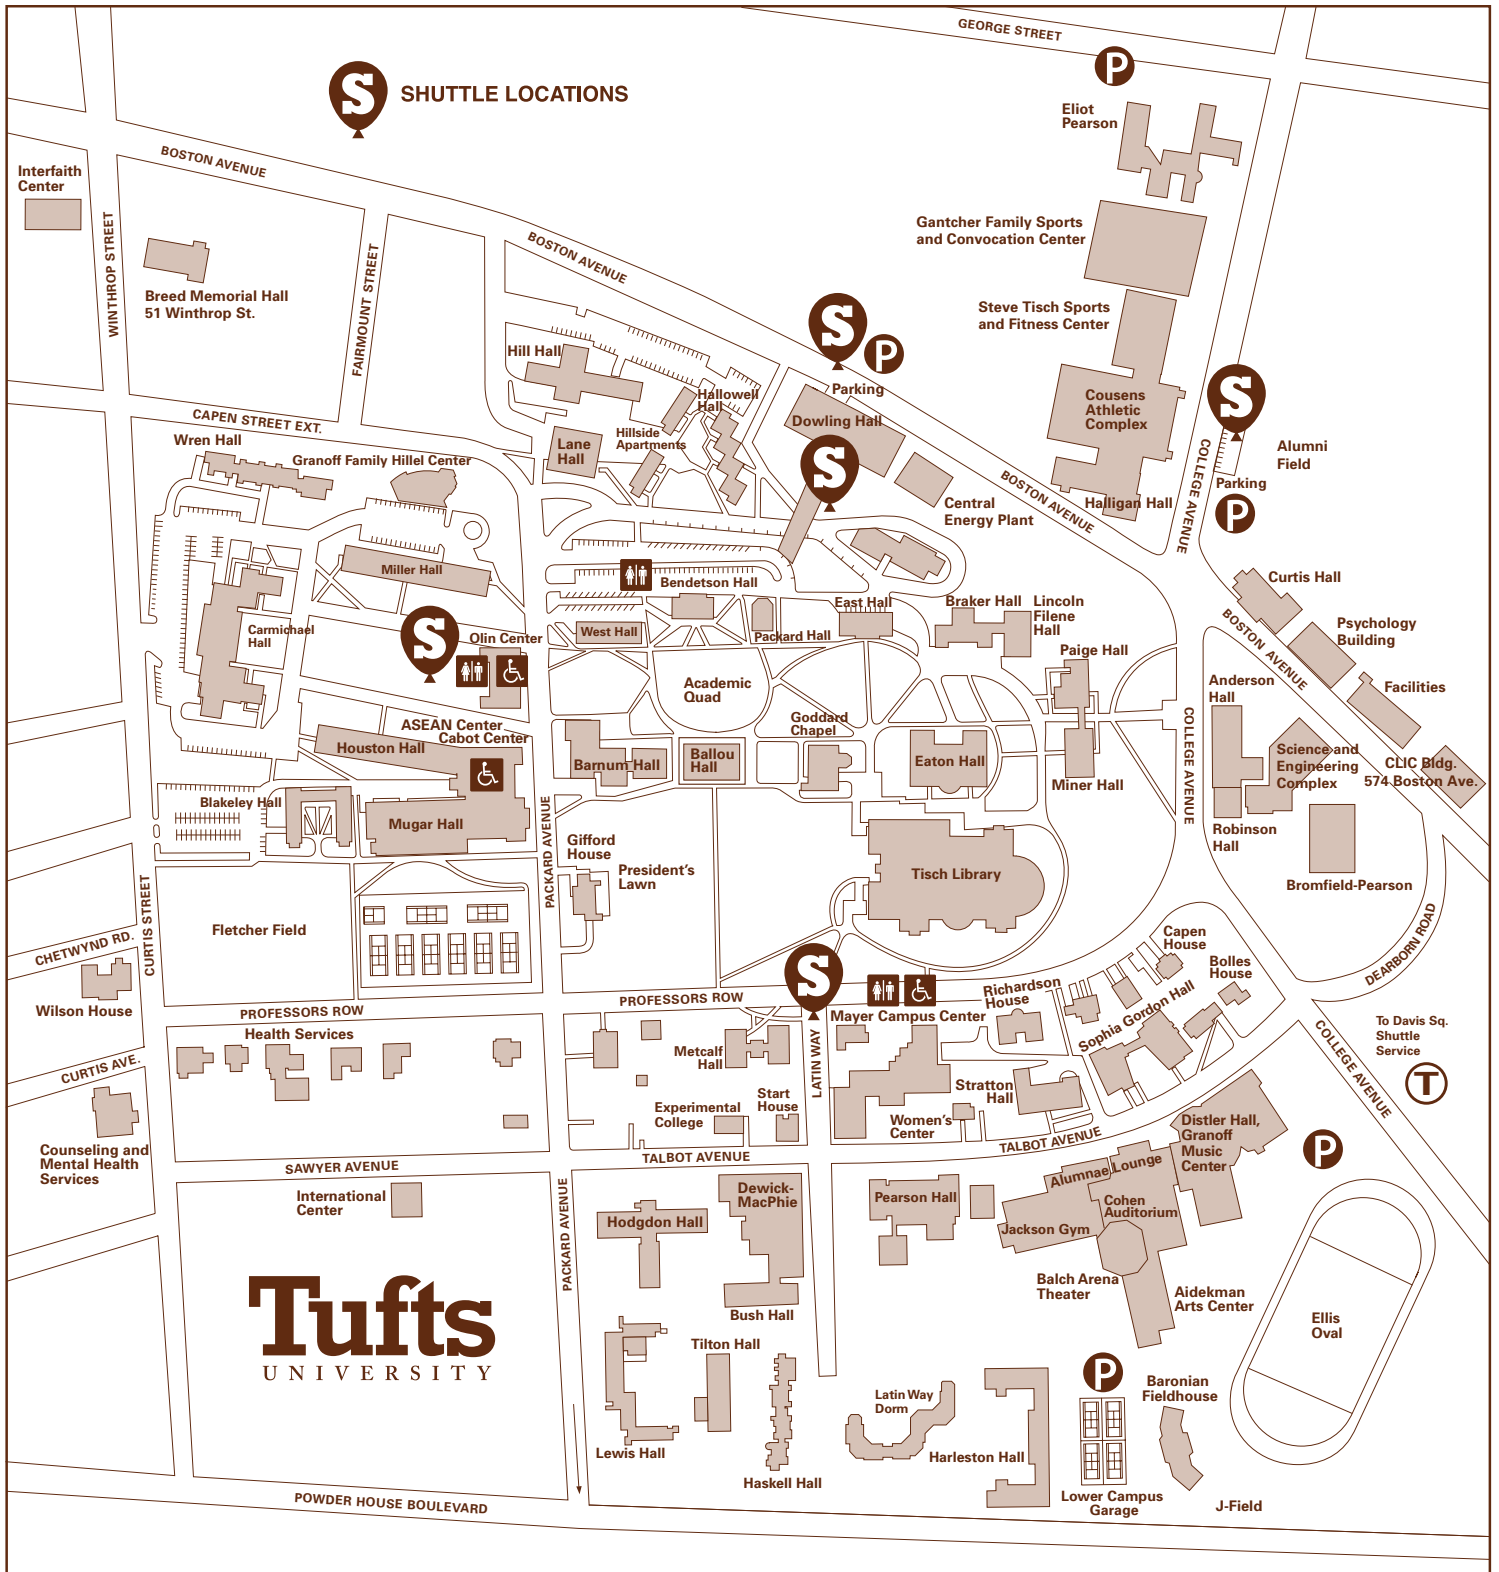 GEORGE STREET
P
S
SHUTTLE LOCATIONS
Eliot
Pearson
BOSTON AVENUE
Interfaith
Center
WINTHROP STREET
Gantcher Family Sports
and Convocation Center
BOSTON AVENUE
FAIRMOUNT STREET
Breed Memorial Hall
51 Winthrop St.
Steve Tisch Sports
and Fitness Center
S
P
Hill Hall
Parking
Hallowell
Hall
Cousens
Athletic
Complex
S
CAPEN STREET EXT.
Dowling Hall
Wren Hall
Hillside
Apartments
Lane
Hall
COLLEGE AVENUE
Alumni
Field
Granoff Family Hillel Center
S
Parking
BOSTON AVENUE
Central
Energy Plant
Halligan Hall
P
Miller Hall
Bendetson Hall
Curtis Hall
East Hall
Braker Hall
Lincoln
Filene
Hall
BOSTON AVENUE
Psychology
Building
Carmichael
Hall
S
Olin Center
West Hall
Packard Hall
Paige Hall
Academic
Quad
Anderson
Hall
Facilities
ASEAN Center
Cabot Center
Goddard
Chapel
COLLEGE AVENUE
Houston Hall
Barnum Hall
Ballou
Hall
Eaton Hall
Science and
Engineering
Complex
CLIC Bldg.
574 Boston Ave.
Miner Hall
Blakeley Hall
Mugar Hall
PACKARD AVENUE
Gifford
House
Robinson
Hall
President's
Lawn
Tisch Library
Bromfield-Pearson
CURTIS STREET
Fletcher Field
CHETWYND RD.
DEARBORN ROAD
Capen
House
Bolles
House
S
Wilson House
PROFESSORS ROW
PROFESSORS ROW
Richardson
House
Mayer Campus Center
Sophia Gordon Hall
Health Services
COLLEGE AVENUE
To Davis Sq.
Shuttle
Service
T
Metcalf
Hall
LATIN WAY
CURTIS AVE.
Stratton
Hall
Start
House
Experimental
College
Women's
Center
TALBOT AVENUE
Distler Hall,
Granoff
Music
Center
P
Counseling and
Mental Health
Services
SAWYER AVENUE
TALBOT AVENUE
Alumnae Lounge
International
Center
PACKARD AVENUE
Dewick-
MacPhie
Pearson Hall
Cohen
Auditorium
Hodgdon Hall
Jackson Gym
Balch Arena
Theater
Aidekman
Arts Center
Tufts
UNIVERSITY
Bush Hall
Ellis
Oval
Tilton Hall
P
Baronian
Fieldhouse
Latin Way
Dorm
Lewis Hall
Haskell Hall
Harleston Hall
Lower Campus
Garage
J-Field
POWDER HOUSE BOULEVARD